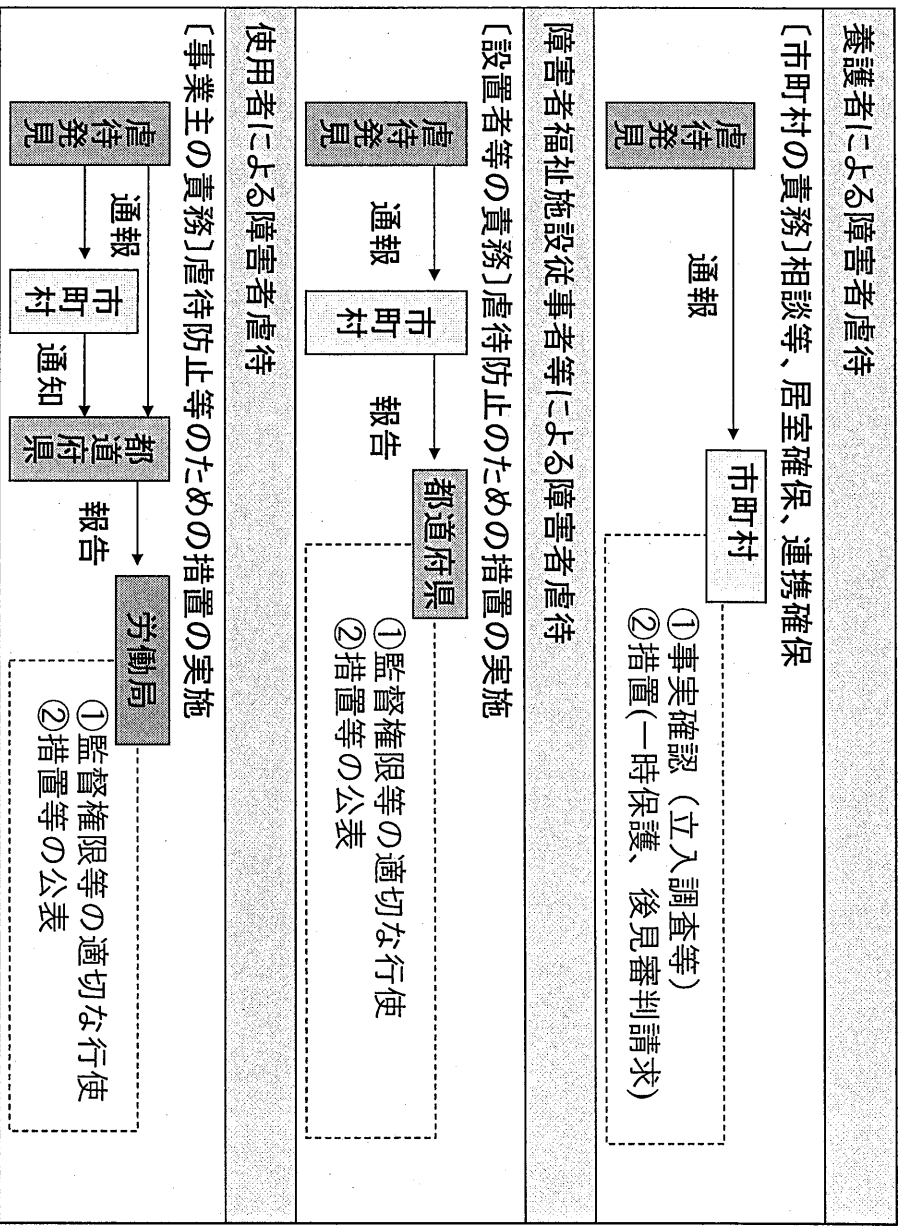 養護者による障害者虐待
〔市町村の責務〕相談等、居室確保、連携確保
虐待発見
通報
市町村
①事実確認（立入調査等）
②措置(一時保護、後見審判請求)
障害者福祉施設従事者等による障害者虐待
〔設置者等の責務〕虐待防止のための措置の実施
虐待発見
通報
市町村
報告
都道府県
①監督権限等の適切な行使
②措置等の公表
使用者による障害者虐待
〔事業主の責務〕虐待防止等のための措置の実施
虐待発見
通報
市町村
通知
都道府県
報告
労働局
①監督権限等の適切な行使
②措置等の公表